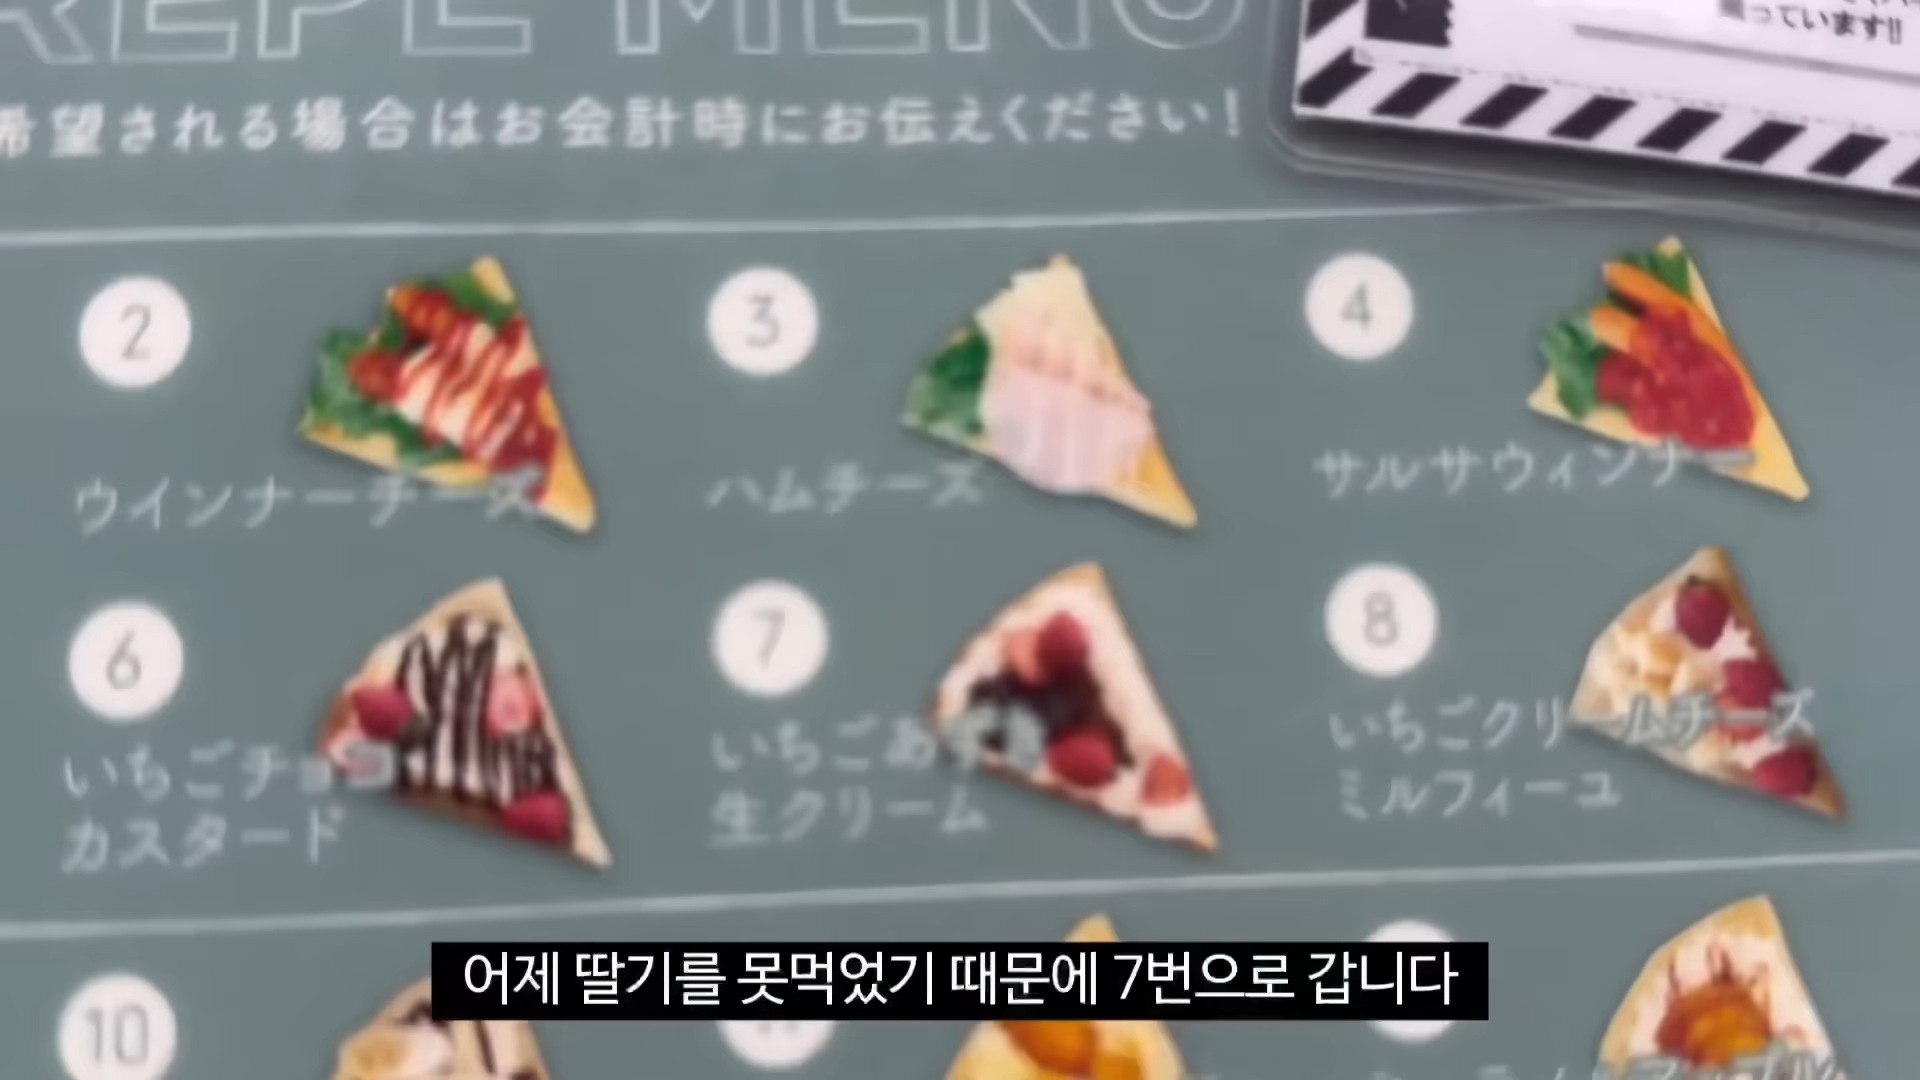 REPE MENU
っています!!
希望される場合はお会計時にお伝えください!
2
ウインナーチーズ
3
ハムチーズ
4
サルサウィンナー
6
いちごチョコ
カスタード
7
いちごあずき
生クリーム
8
いちごクリームチーズ
ミルフィーユ
10
어제 딸기를 못먹었기 때문에 7번으로 갑니다